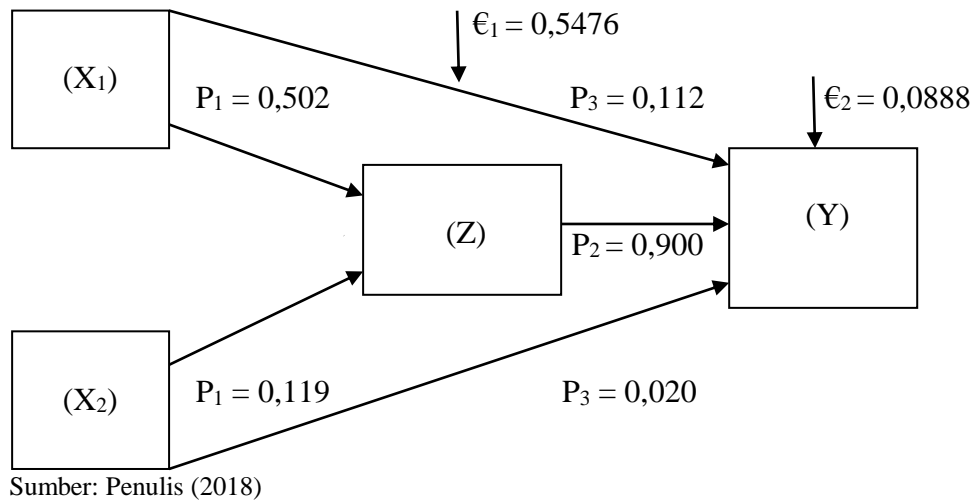 €₁ = 0,5476
(X₁)
P₁ = 0,502
P₃ = 0,112
€₂ = 0,0888
(Z)
(Y)
P₂ = 0,900
(X₂)
P₁ = 0,119
P₃ = 0,020
Sumber: Penulis (2018)